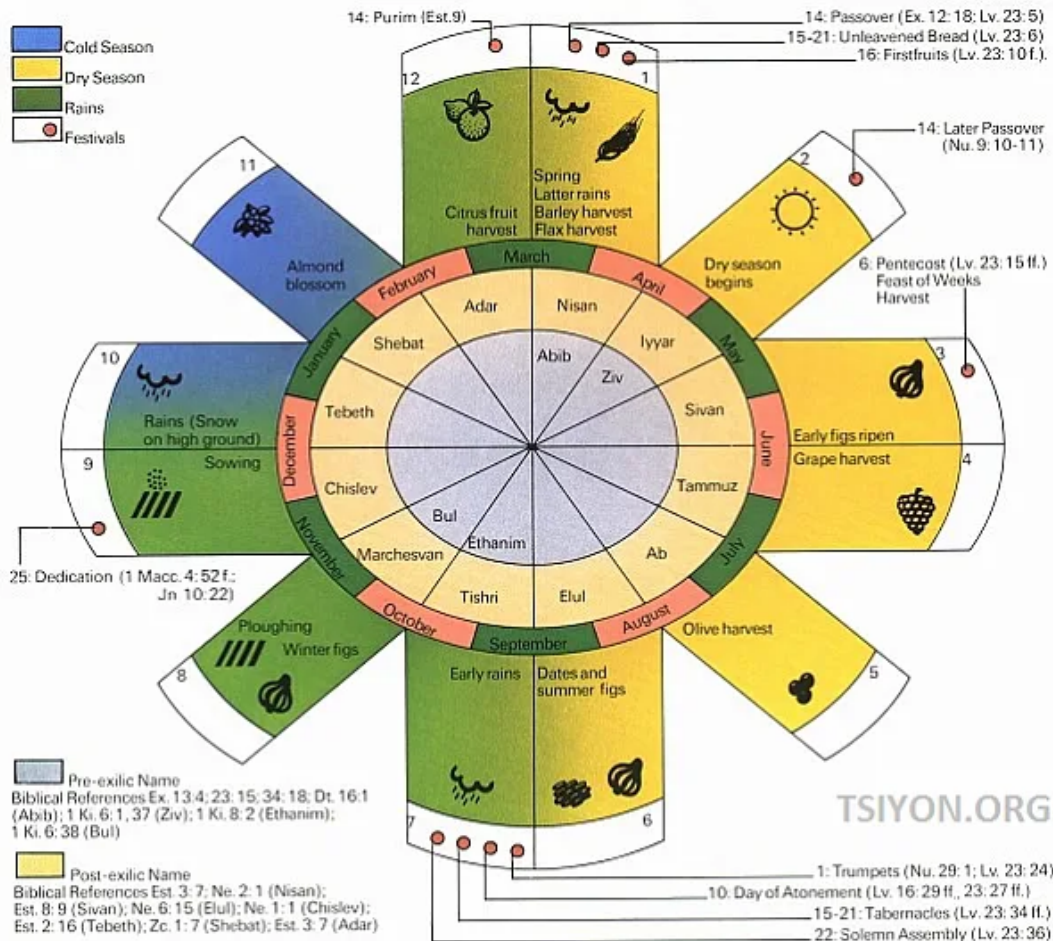 14: Purim (Est.9)
14: Passover (Ex. 12:18; Lv. 23:5)
15-21: Unleavened Bread (Lv. 23:6)
16: Firstfruits (Lv. 23:10 f.).
Cold Season
Dry Season
Rains
Festivals
12
1
14: Later Passover
(Nu. 9:10-11)
11
2
Spring
Latter rains
Barley harvest
Flax harvest
Citrus fruit
harvest
Almond
blossom
Dry season
begins
6: Pentecost (Lv. 23:15 ff.)
Feast of Weeks
Harvest
March
February
April
January
May
December
June
November
July
October
August
September
Adar
Nisan
Shebat
Iyyar
Tebeth
Sivan
Chislev
Tammuz
Marchesvan
Ab
Tishri
Elul
Abib
Ziv
Bul
Ethanim
10
3
Rains (Snow
on high ground)
Early figs ripen
9
Sowing
Grape harvest
4
25: Dedication (1 Macc. 4:52 f.;
Jn 10:22)
Ploughing
Winter figs
8
Olive harvest
5
Early rains
Dates and
summer figs
7
6
Pre-exilic Name
Biblical References Ex. 13:4; 23:15; 34:18; Dt. 16:1
(Abib); 1 Ki. 6:1, 37 (Ziv); 1 Ki. 8:2 (Ethanim);
1 Ki. 6:38 (Bul)
Post-exilic Name
Biblical References Est. 3:7; Ne. 2:1 (Nisan);
Est. 8:9 (Sivan); Ne. 6:15 (Elul); Ne. 1:1 (Chislev);
Est. 2:16 (Tebeth); Zc. 1:7 (Shebat); Est. 3:7 (Adar)
TSIYON.ORG
1: Trumpets (Nu. 29:1; Lv. 23:24)
10: Day of Atonement (Lv. 16:29 ff., 23:27 ff.)
15-21: Tabernacles (Lv. 23:34 ff.)
22: Solemn Assembly (Lv. 23:36)